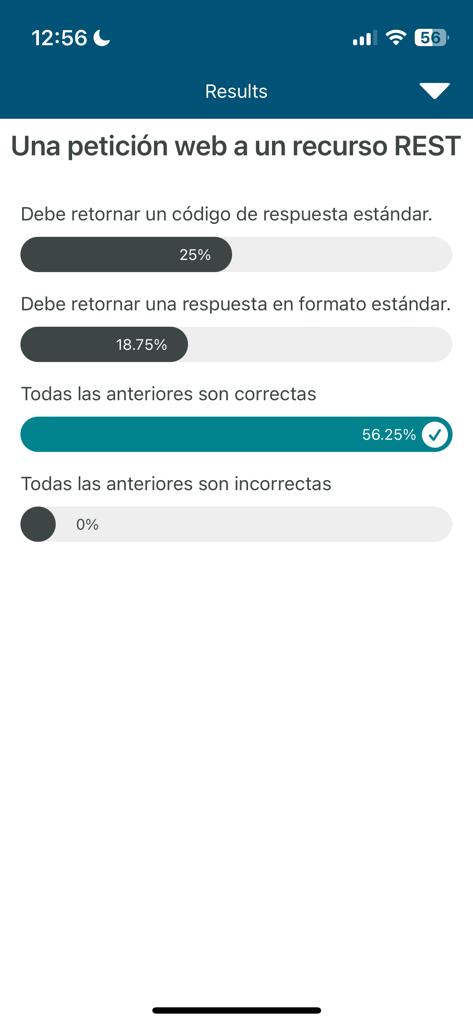 12:56
56
Results
Una petición web a un recurso REST
Debe retornar un código de respuesta estándar.
25%
Debe retornar una respuesta en formato estándar.
18.75%
Todas las anteriores son correctas
56.25%
Todas las anteriores son incorrectas
0%